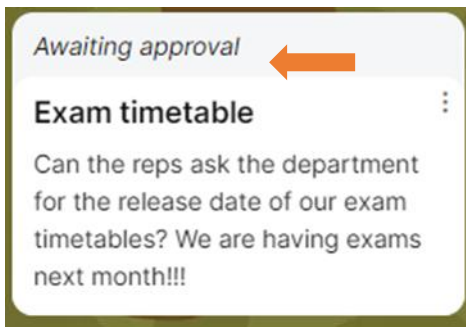 Awaiting approval
Exam timetable
Can the reps ask the department
for the release date of our exam
timetables? We are having exams
next month!!!